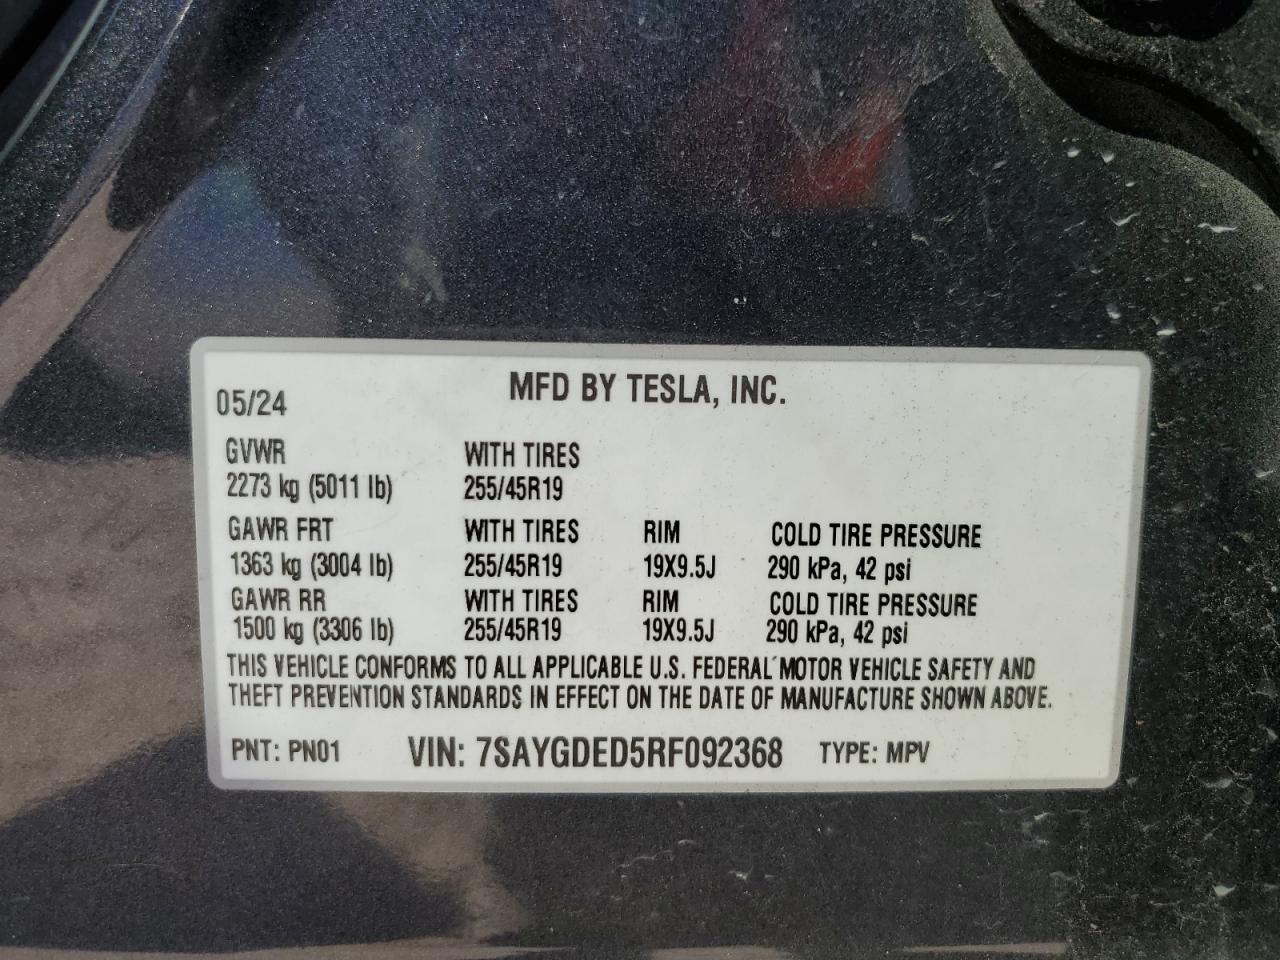 MFD BY TESLA, INC.
05/24
GVWR WITH TIRES
2273 kg (5011 lb) 255/45R19
GAWR FRT WITH TIRES RIM COLD TIRE PRESSURE
1363 kg (3004 lb) 255/45R19 19X9.5J 290 kPa, 42 psi
GAWR RR WITH TIRES RIM COLD TIRE PRESSURE
1500 kg (3306 lb) 255/45R19 19X9.5J 290 kPa, 42 psi
THIS VEHICLE CONFORMS TO ALL APPLICABLE U.S. FEDERAL MOTOR VEHICLE SAFETY AND
THEFT PREVENTION STANDARDS IN EFFECT ON THE DATE OF MANUFACTURE SHOWN ABOVE.
PNT: PN01 VIN: 7SAYGDED5RF092368 TYPE: MPV